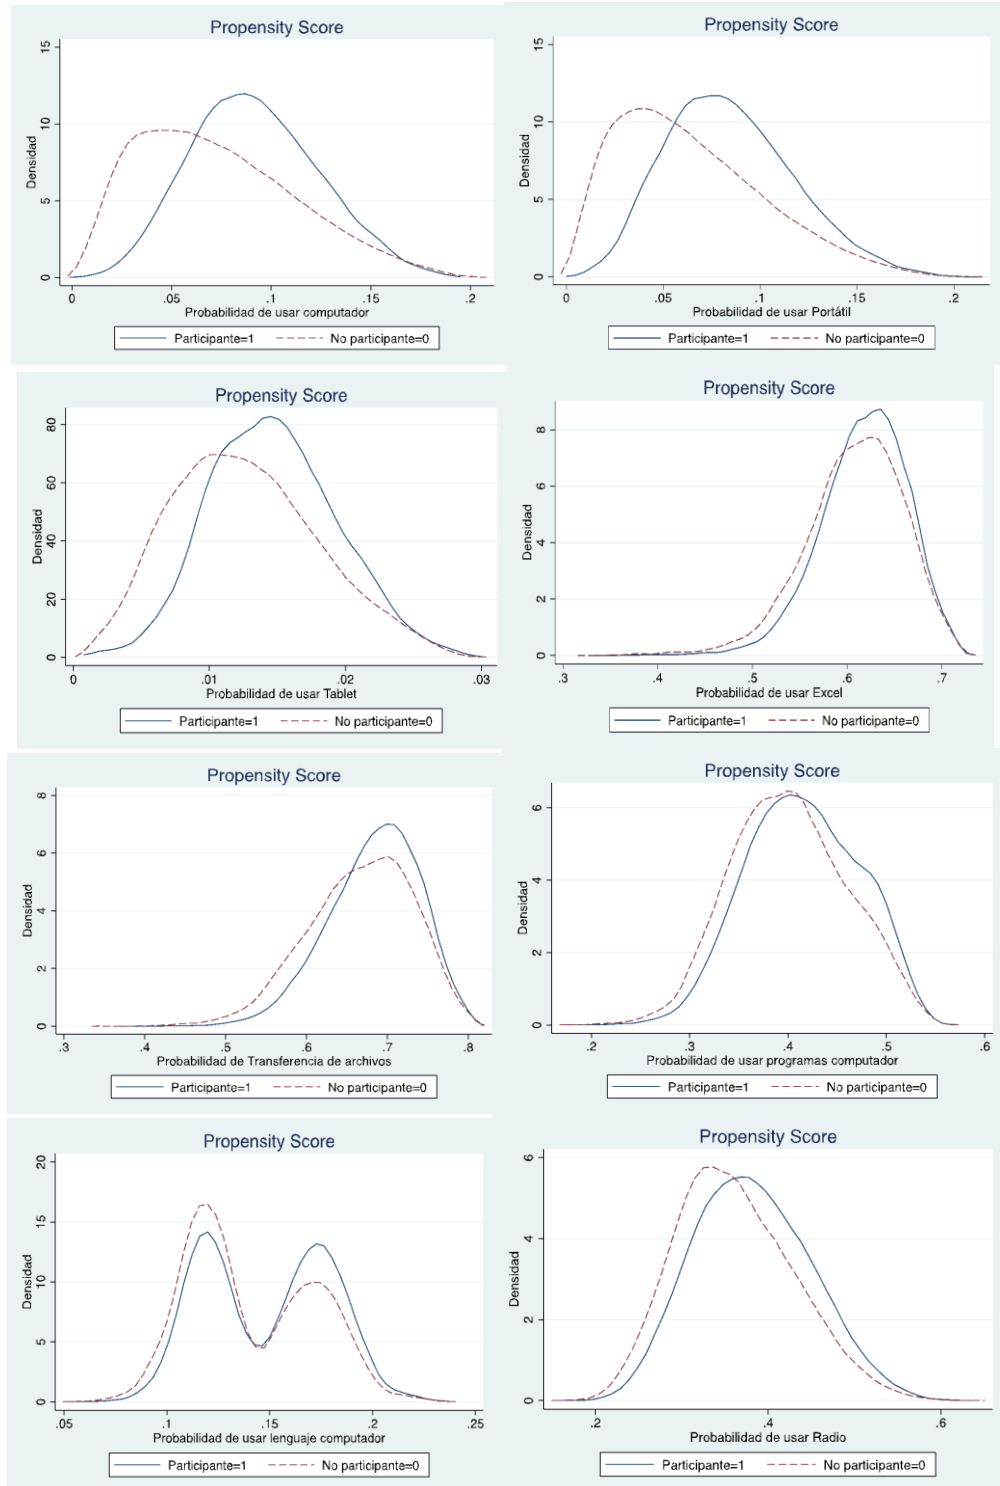 Propensity Score
Densidad
15
10
5
0
0 .05 .1 .15 .2
Probabilidad de usar computador
Participante=1 No participante=0
Propensity Score
Densidad
15
10
5
0
0 .05 .1 .15 .2
Probabilidad de usar Portátil
Participante=1 No participante=0
Propensity Score
Densidad
80
60
40
20
0
0 .01 .02 .03
Probabilidad de usar Tablet
Participante=1 No participante=0
Propensity Score
Densidad
8
6
4
2
0
.3 .4 .5 .6 .7
Probabilidad de usar Excel
Participante=1 No participante=0
Propensity Score
Densidad
8
6
4
2
0
.3 .4 .5 .6 .7 .8
Probabilidad de Transferencia de archivos
Participante=1 No participante=0
Propensity Score
Densidad
6
4
2
0
.2 .3 .4 .5 .6
Probabilidad de usar programas computador
Participante=1 No participante=0
Propensity Score
Densidad
20
15
10
5
0
.05 .1 .15 .2 .25
Probabilidad de usar lenguaje computador
Participante=1 No participante=0
Propensity Score
Densidad
6
4
2
0
.2 .4 .6
Probabilidad de usar Radio
Participante=1 No participante=0